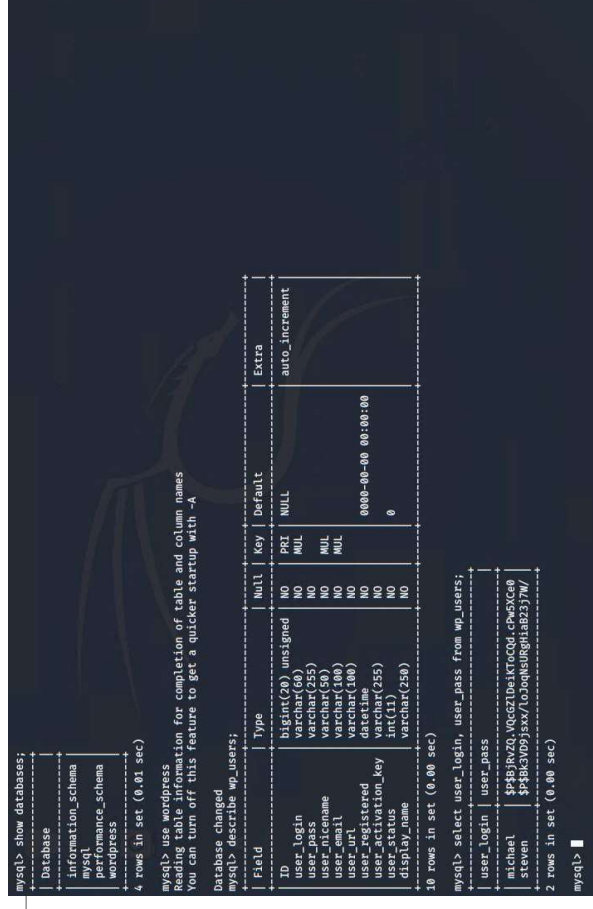 mysql> show databases;
+--------------------+
| Database           |
+--------------------+
| information_schema |
| mysql              |
| performance_schema |
| wordpress          |
+--------------------+
4 rows in set (0.01 sec)

mysql> use wordpress
Reading table information for completion of table and column names
You can turn off this feature to get a quicker startup with -A

Database changed
mysql> describe wp_users;
+---------------------+---------------------+------+-----+---------------------+----------------+
| Field               | Type                | Null | Key | Default             | Extra          |
+---------------------+---------------------+------+-----+---------------------+----------------+
| ID                  | bigint(20) unsigned | NO   | PRI | NULL                | auto_increment |
| user_login          | varchar(60)         | NO   | MUL |                     |                |
| user_pass           | varchar(255)        | NO   |     |                     |                |
| user_nicename       | varchar(50)         | NO   | MUL |                     |                |
| user_email          | varchar(100)        | NO   | MUL |                     |                |
| user_url            | varchar(100)        | NO   |     |                     |                |
| user_registered     | datetime            | NO   |     | 0000-00-00 00:00:00 |                |
| user_activation_key | varchar(255)        | NO   |     |                     |                |
| user_status         | int(11)             | NO   |     | 0                   |                |
| display_name        | varchar(250)        | NO   |     |                     |                |
+---------------------+---------------------+------+-----+---------------------+----------------+
10 rows in set (0.00 sec)

mysql> select user_login, user_pass from wp_users;
+------------+------------------------------------+
| user_login | user_pass                          |
+------------+------------------------------------+
| michael    | $P$BjRvZQ.VQcGZlDeiKToCQd.cPw5XCe0 |
| steven     | $P$Bk3VD9jsxx/loJoqNsURgHiaB23j7W/ |
+------------+------------------------------------+
2 rows in set (0.00 sec)

mysql>